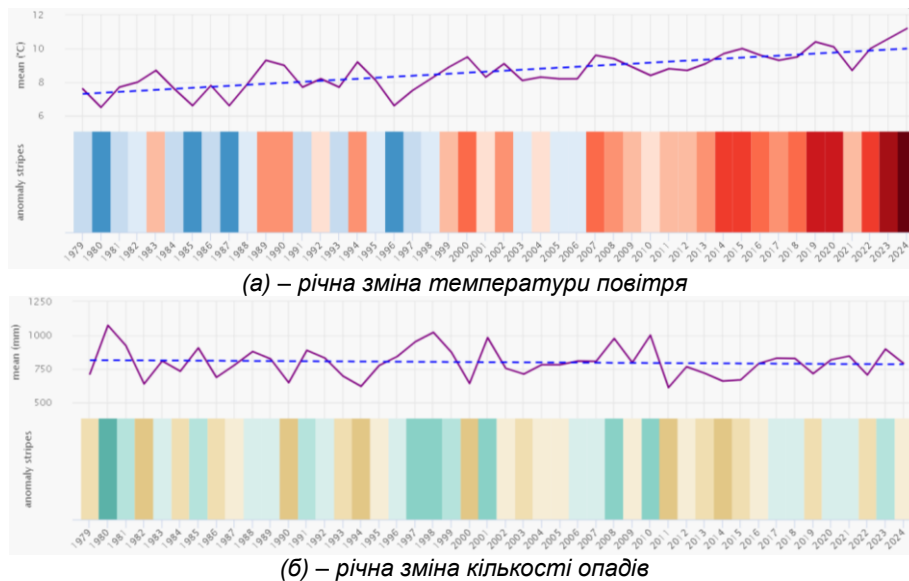 12
10
8
6
mean (°C)
anomaly stripes
1979 1980 1981 1982 1983 1984 1985 1986 1987 1988 1989 1990 1991 1992 1993 1994 1995 1996 1997 1998 1999 2000 2001 2002 2003 2004 2005 2006 2007 2008 2009 2010 2011 2012 2013 2014 2015 2016 2017 2018 2019 2020 2021 2022 2023 2024
(а) – річна зміна температури повітря
1250
1000
750
500
mean (mm)
anomaly stripes
1979 1980 1981 1982 1983 1984 1985 1986 1987 1988 1989 1990 1991 1992 1993 1994 1995 1996 1997 1998 1999 2000 2001 2002 2003 2004 2005 2006 2007 2008 2009 2010 2011 2012 2013 2014 2015 2016 2017 2018 2019 2020 2021 2022 2023 2024
(б) – річна зміна кількості опадів